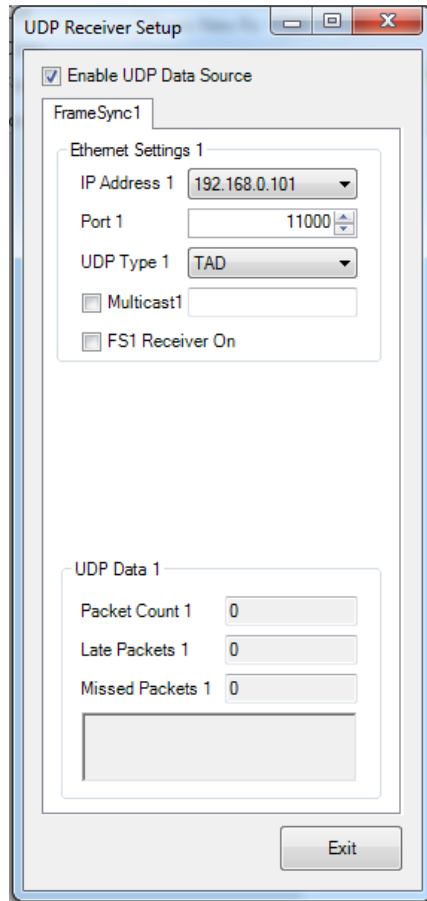 UDP Receiver Setup
Enable UDP Data Source
FrameSync1
Ethernet Settings 1
IP Address 1 192.168.0.101
Port 1 11000
UDP Type 1 TAD
Multicast1
FS1 Receiver On
UDP Data 1
Packet Count 1 0
Late Packets 1 0
Missed Packets 1 0
Exit